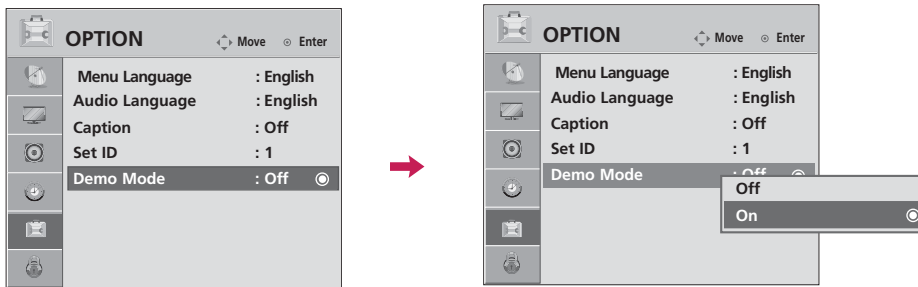 OPTION Move Enter
Menu Language : English
Audio Language : English
Caption : Off
Set ID : 1
Demo Mode : Off
OPTION Move Enter
Menu Language : English
Audio Language : English
Caption : Off
Set ID : 1
Demo Mode : Off
Off
On